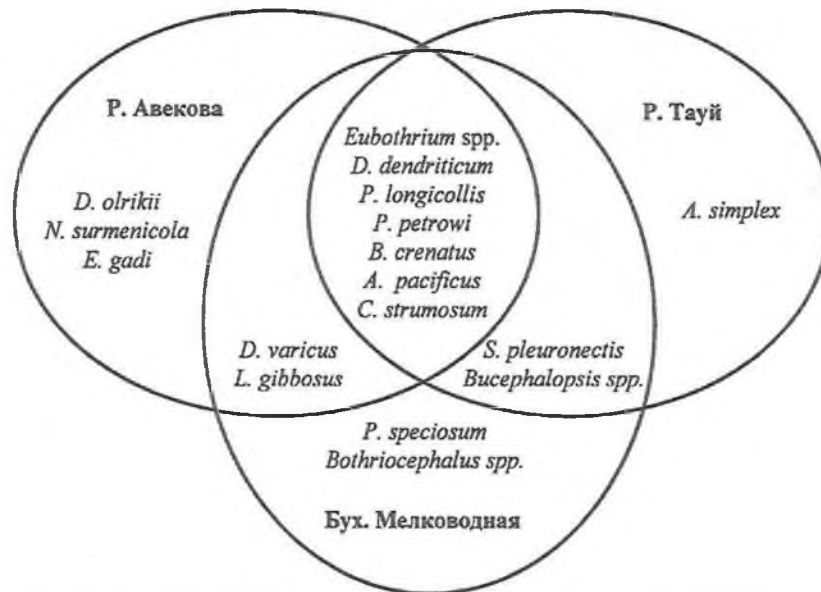 Р. Авекова
Р. Тауй
Eubothrium spp.
D. dendriticum
P. longicollis
P. petrowi
B. crenatus
A. pacificus
C. strumosum
D. olrikii
N. surmenicola
E. gadi
A. simplex
D. varicus
L. gibbosus
S. pleuronectis
Bucephalopsis spp.
P. speciosum
Bothriocephalus spp.
Бух. Мелководная